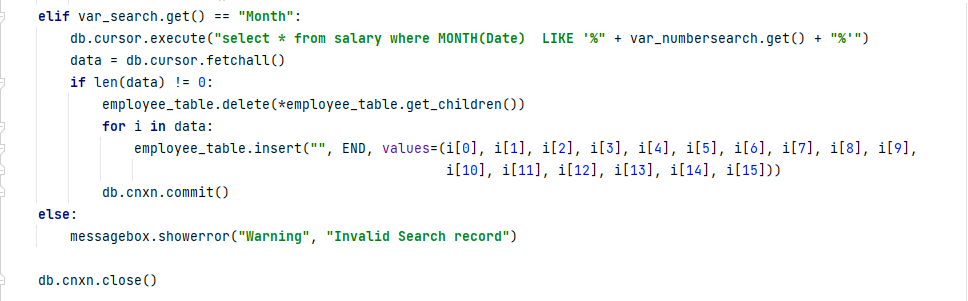 elif var_search.get() == "Month":
db.cursor.execute("select * from salary where MONTH(Date)  LIKE '%" + var_numbersearch.get() + "%'")
data = db.cursor.fetchall()
if len(data) != 0:
employee_table.delete(*employee_table.get_children())
for i in data:
employee_table.insert("", END, values=(i[0], i[1], i[2], i[3], i[4], i[5], i[6], i[7], i[8], i[9],
i[10], i[11], i[12], i[13], i[14], i[15]))
db.cnxn.commit()
else:
messagebox.showerror("Warning", "Invalid Search record")
db.cnxn.close()